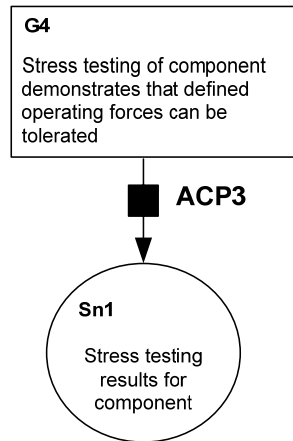 G4
Stress testing of component
demonstrates that defined
operating forces can be
tolerated
ACP3
Sn1
Stress testing
results for
component